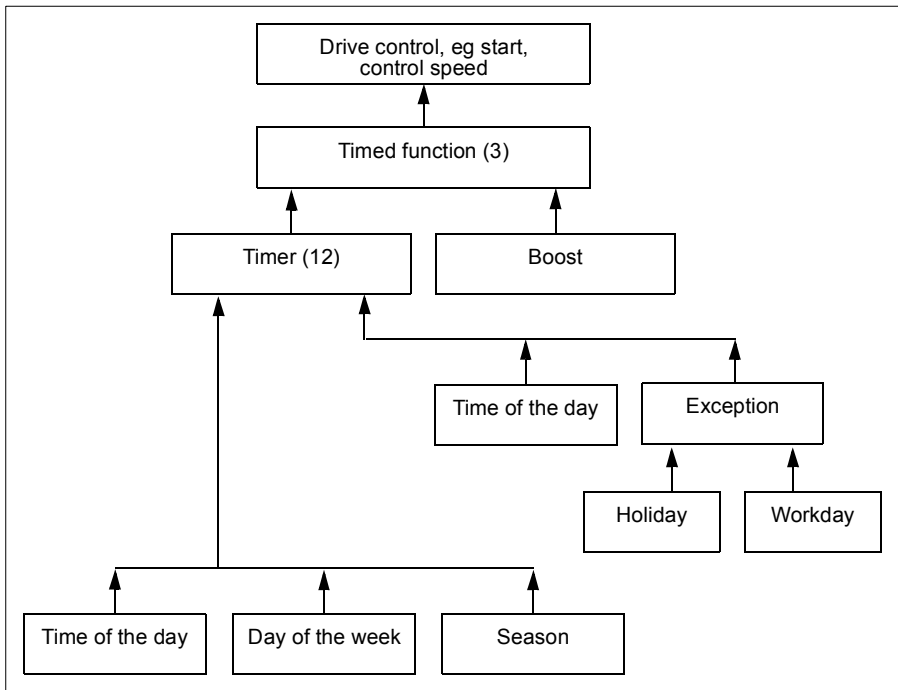 Drive control, eg start,
control speed
Timed function (3)
Timer (12)
Boost
Time of the day
Exception
Holiday
Workday
Time of the day
Day of the week
Season